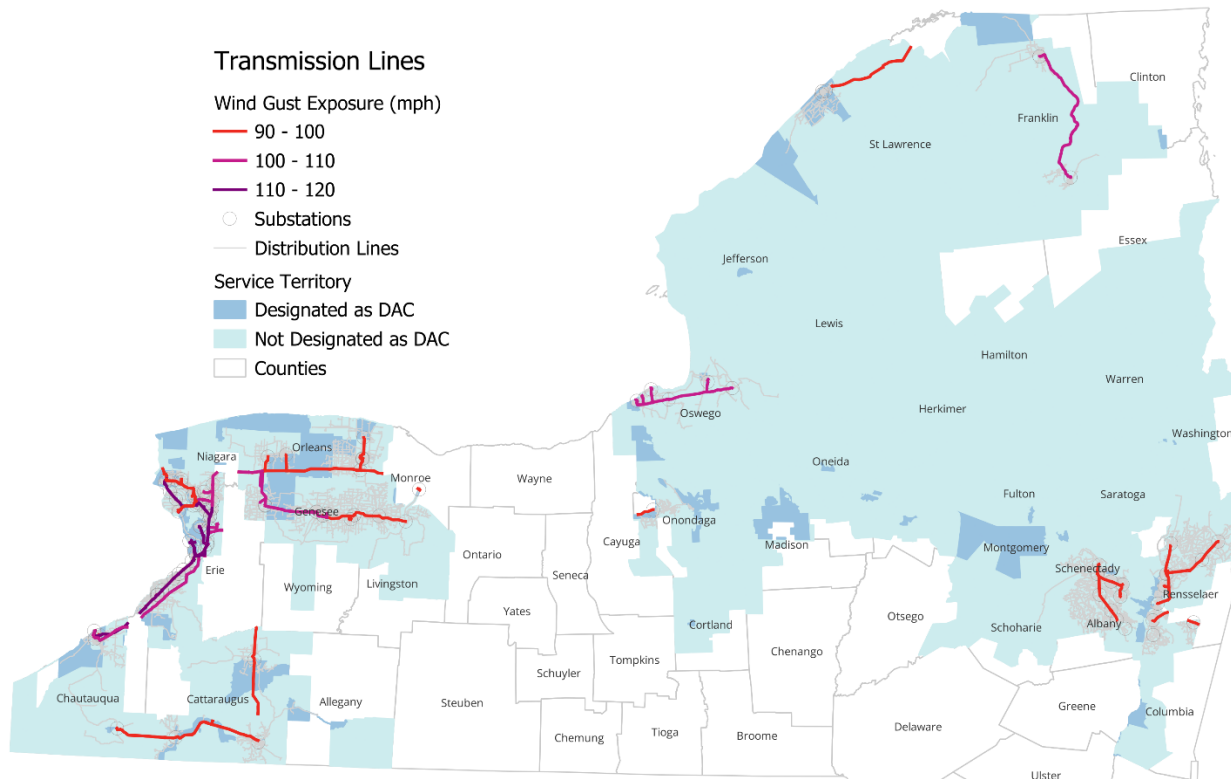 Transmission Lines
Wind Gust Exposure (mph)
90 - 100
100 - 110
110 - 120
Substations
Distribution Lines
Service Territory
Designated as DAC
Not Designated as DAC
Counties
Clinton
Franklin
St Lawrence
Essex
Jefferson
Lewis
Hamilton
Warren
Herkimer
Oswego
Washington
Orleans
Niagara
Oneida
Monroe
Wayne
Fulton
Saratoga
Genesee
Onondaga
Cayuga
Madison
Montgomery
Ontario
Schenectady
Erie
Seneca
Wyoming
Livingston
Rensselaer
Yates
Otsego
Cortland
Schoharie
Albany
Chenango
Tompkins
Schuyler
Chautauqua
Cattaraugus
Allegany
Steuben
Greene
Columbia
Delaware
Tioga
Broome
Chemung
Ulster